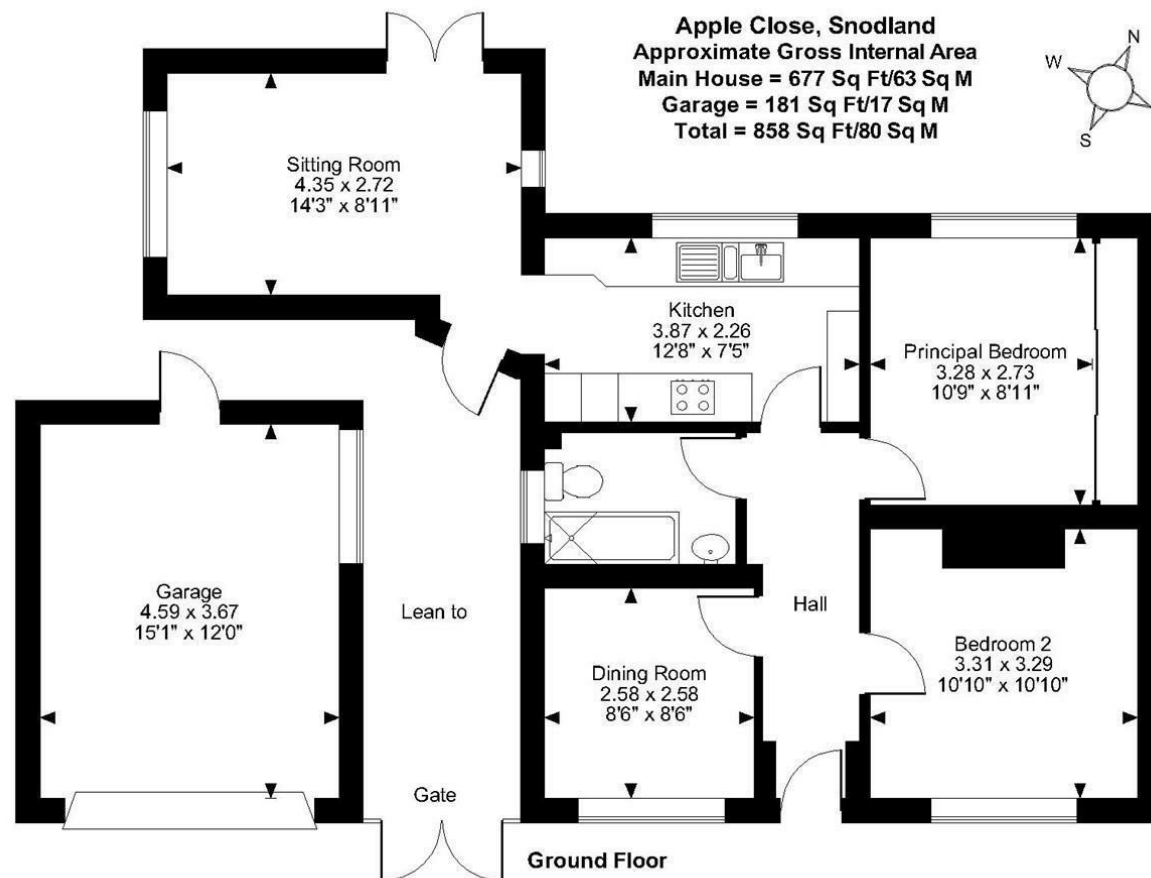 Apple Close, Snodland
Approximate Gross Internal Area
Main House = 677 Sq Ft/63 Sq M
Garage = 181 Sq Ft/17 Sq M
Total = 858 Sq Ft/80 Sq M
N
W
S
Sitting Room
4.35 x 2.72
14'3" x 8'11"
Kitchen
3.87 x 2.26
12'8" x 7'5"
Principal Bedroom
3.28 x 2.73
10'9" x 8'11"
Garage
4.59 x 3.67
15'1" x 12'0"
Lean to
Hall
Dining Room
2.58 x 2.58
8'6" x 8'6"
Bedroom 2
3.31 x 3.29
10'10" x 10'10"
Gate
Ground Floor